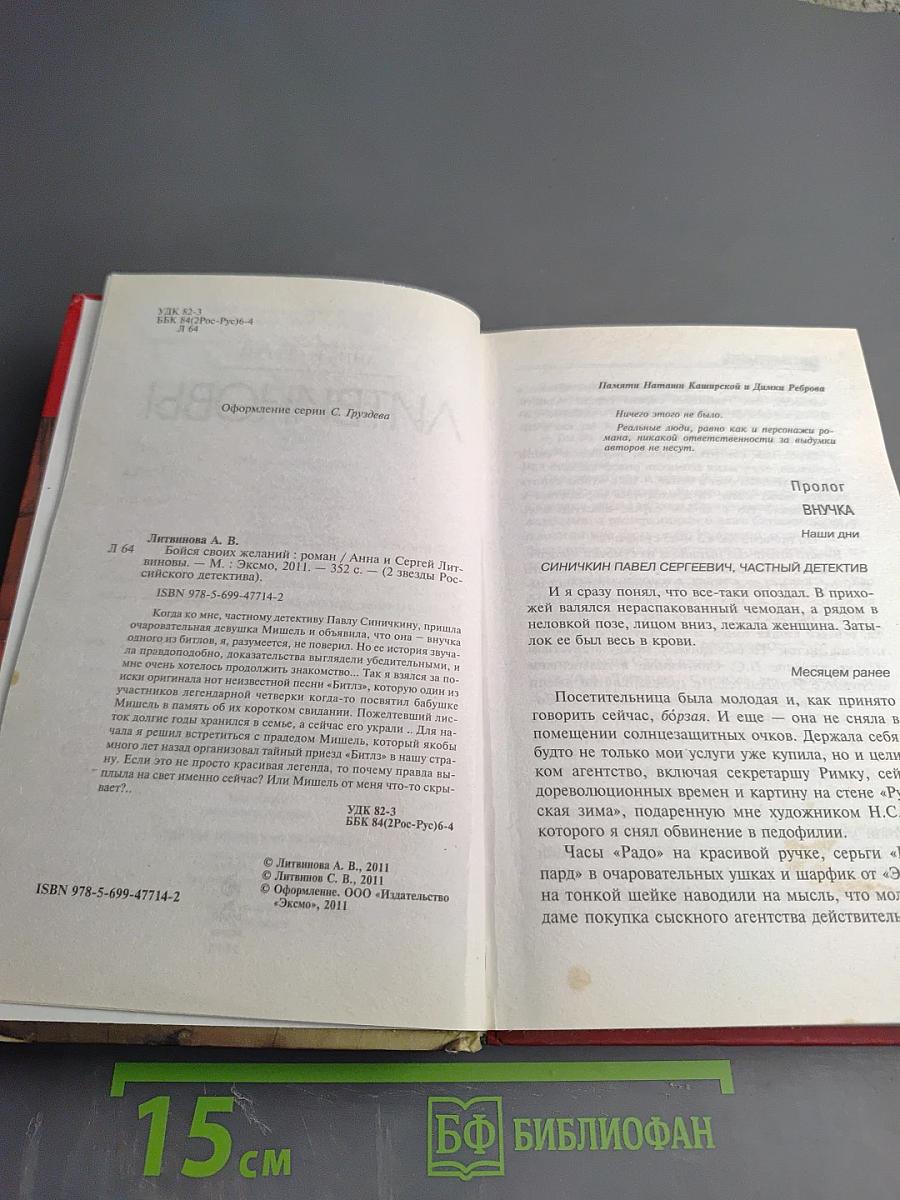 УДК 82-3
ББК 84(2Рос-Рус)6-4
Л 64
Оформление серии С. Груздева
Литвинова А. В.
Л 64
Бойся своих желаний : роман / Анна и Сергей Лит-
виновы. — М. : Эксмо, 2011. — 352 с. — (2 звезды Рос-
сийского детектива).
ISBN 978-5-699-47714-2
Когда ко мне, частному детективу Павлу Синичкину, пришла
очаровательная девушка Мишель и объявила, что она — внучка
одного из битлов, я, разумеется, не поверил. Но ее история звуча-
ла правдоподобно, доказательства выглядели убедительными, и
мне очень хотелось продолжить знакомство... Так я взялся за по-
иски оригинала нот неизвестной песни «Битлз», которую один из
участников легендарной четверки когда-то посвятил бабушке
Мишель в память об их коротком свидании. Пожелтевший лис-
ток долгие годы хранился в семье, а сейчас его украли .. Для на-
чала я решил встретиться с прадедом Мишель, который якобы
много лет назад организовал тайный приезд «Битлз» в нашу стра-
ну. Если это не просто красивая легенда, то почему правда вы-
плыла на свет именно сейчас? Или Мишель от меня что-то скры-
вает?..
УДК 82-3
ББК 84(2Рос-Рус)6-4
© Литвинова А. В., 2011
© Литвинов С. В., 2011
© Оформление. ООО «Издательство
«Эксмо», 2011
ISBN 978-5-699-47714-2
Памяти Наташи Каширской и Димки Реброва
Ничего этого не было.
Реальные люди, равно как и персонажи ро-
мана, никакой ответственности за выдумки
авторов не несут.
Пролог
ВНУЧКА
Наши дни
СИНИЧКИН ПАВЕЛ СЕРГЕЕВИЧ, ЧАСТНЫЙ ДЕТЕКТИВ
И я сразу понял, что все-таки опоздал. В прихо-
жей валялся нераспакованный чемодан, а рядом в
неловкой позе, лицом вниз, лежала женщина. Заты-
лок ее был весь в крови.
Месяцем ранее
Посетительница была молодая и, как принято
говорить сейчас, бо́рзая. И еще — она не сняла в
помещении солнцезащитных очков. Держала себя
будто не только мои услуги уже купила, но и цели
ком агентство, включая секретаршу Римку, сей
дореволюционных времен и картину на стене «Ру
ская зима», подаренную мне художником Н.С.
которого я снял обвинение в педофилии.
Часы «Радо» на красивой ручке, серьги «
пард» в очаровательных ушках и шарфик от «Э
на тонкой шейке наводили на мысль, что мол
даме покупка сыскного агентства действитель
15 см
БФ БИБЛИОФАН